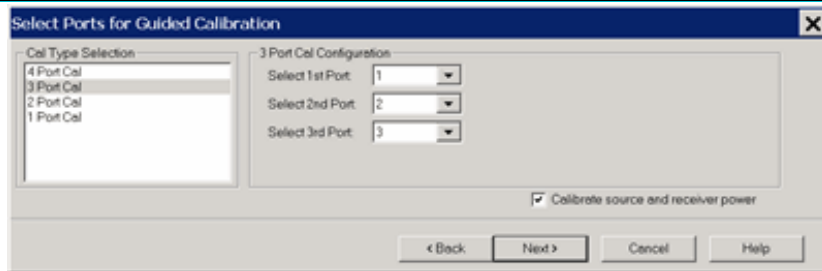 Select Ports for Guided Calibration
Cal Type Selection
4 Port Cal
3 Port Cal
2 Port Cal
1 Port Cal
3 Port Cal Configuration
Select 1st Port: 1
Select 2nd Port: 2
Select 3rd Port: 3
Calibrate source and receiver power
< Back
Next >
Cancel
Help